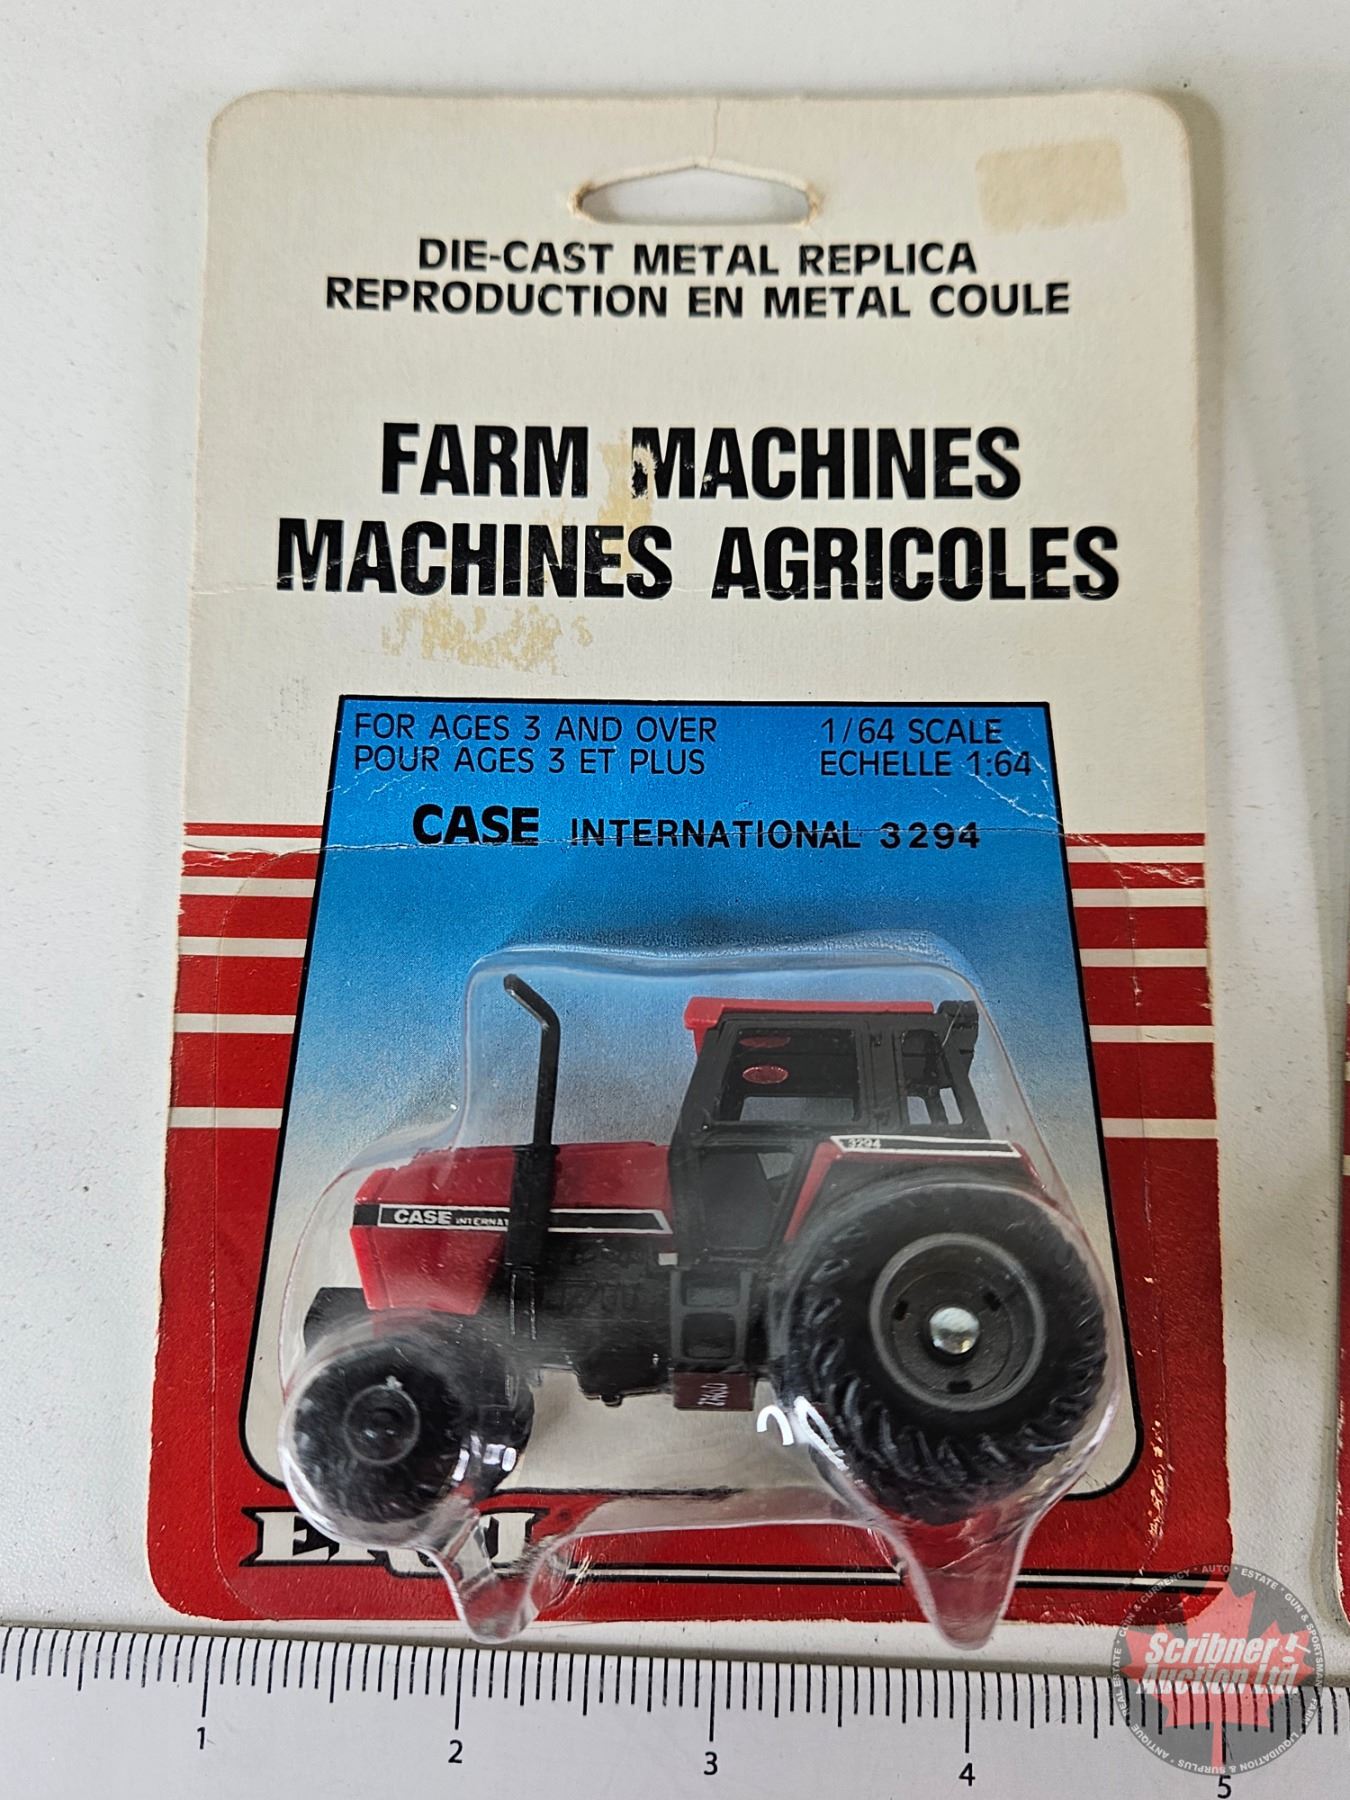 DIE-CAST METAL REPLICA
REPRODUCTION EN METAL COULE
FARM MACHINES
MACHINES AGRICOLES
FOR AGES 3 AND OVER
POUR AGES 3 ET PLUS
1/64 SCALE
ECHELLE 1:64
CASE INTERNATIONAL 3294
3294
CASE INTERNAT
ERTL
Scribner
Auction Ltd.
1 2 3 4 5